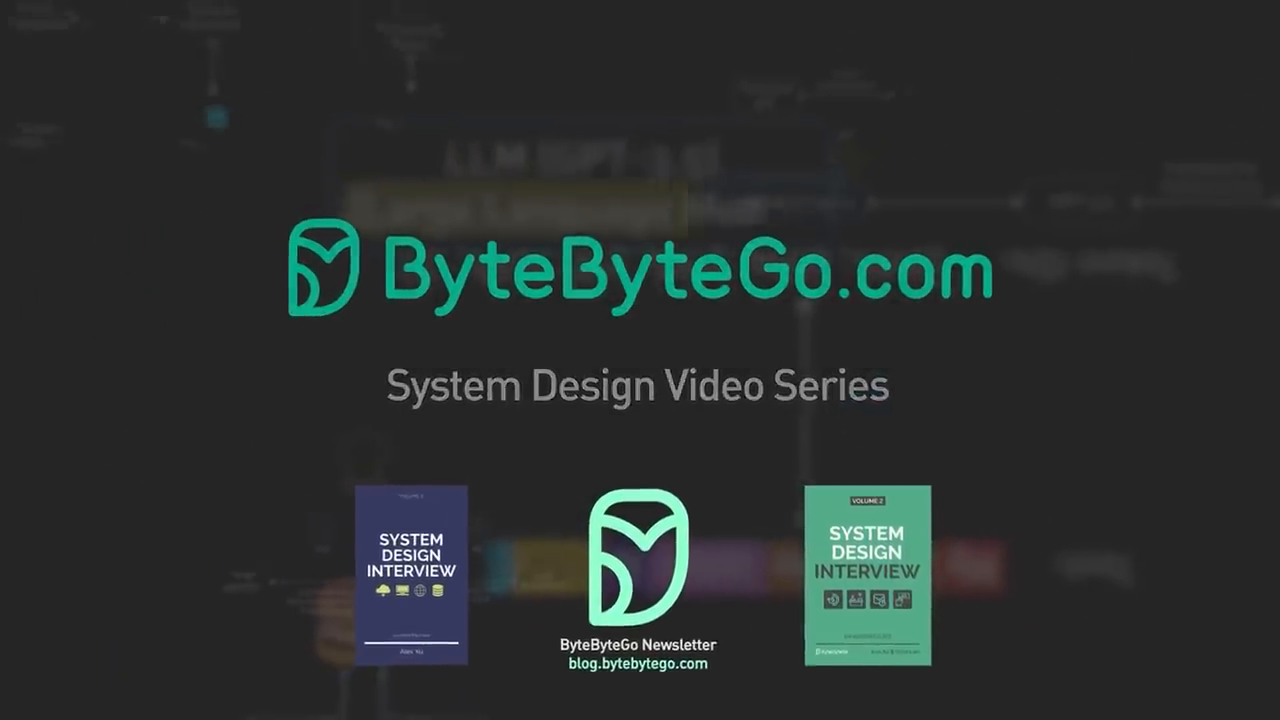 ByteByteGo.com
System Design Video Series
SYSTEM
DESIGN
INTERVIEW
Alex Xu
ByteByteGo Newsletter
blog.bytebytego.com
VOLUME 2
SYSTEM
DESIGN
INTERVIEW